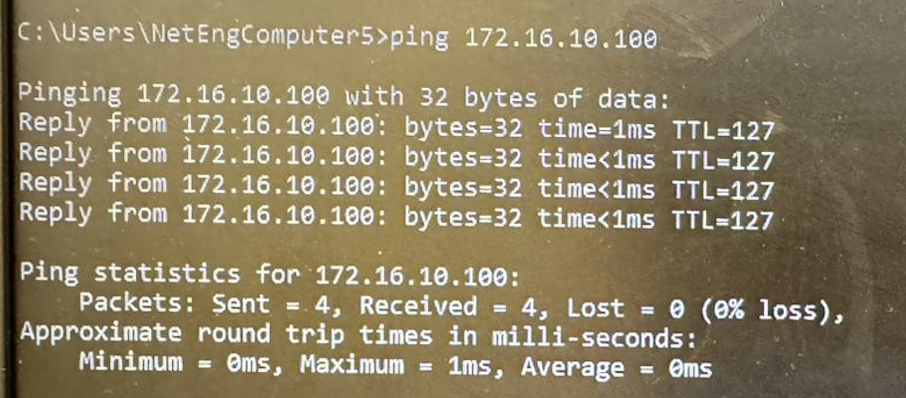 C:\Users\NetEngComputer5>ping 172.16.10.100
Pinging 172.16.10.100 with 32 bytes of data:
Reply from 172.16.10.100: bytes=32 time=1ms TTL=127
Reply from 172.16.10.100: bytes=32 time<1ms TTL=127
Reply from 172.16.10.100: bytes=32 time<1ms TTL=127
Reply from 172.16.10.100: bytes=32 time<1ms TTL=127
Ping statistics for 172.16.10.100:
    Packets: Sent = 4, Received = 4, Lost = 0 (0% loss),
Approximate round trip times in milli-seconds:
    Minimum = 0ms, Maximum = 1ms, Average = 0ms